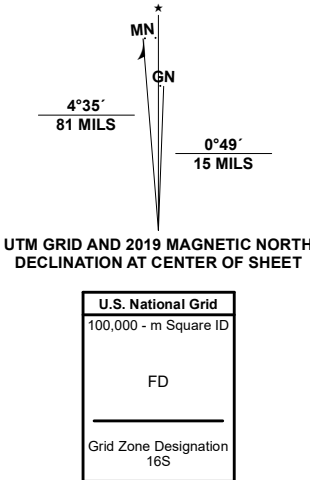 ★
MN
GN
4°35´
81 MILS
0°49´
15 MILS
UTM GRID AND 2019 MAGNETIC NORTH
DECLINATION AT CENTER OF SHEET
U.S. National Grid
100,000 - m Square ID
FD
Grid Zone Designation
16S